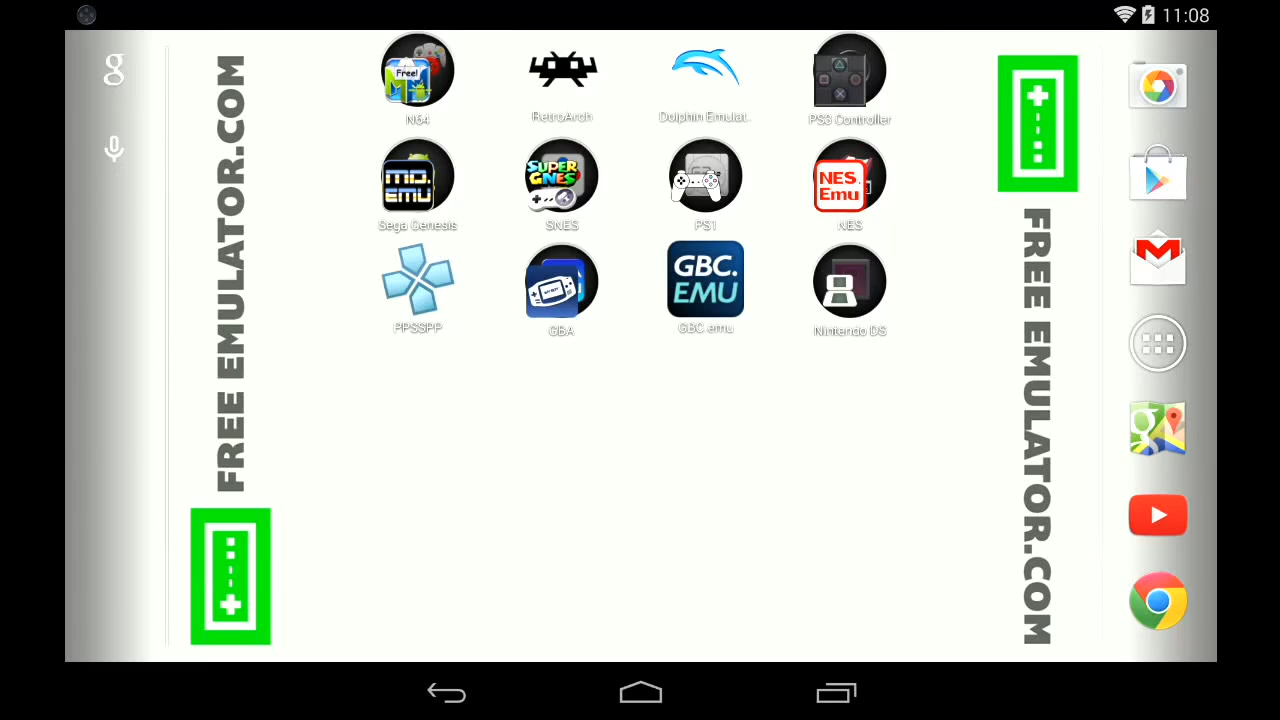 11:08
g
FREE EMULATOR.COM
Free!
N64
RetroArch
Dolphin Emulat..
PS3 Controller
MD.
EMU
Sega Genesis
SUPER
GNES
SNES
PS1
NES.
Emu
NES
PPSSPP
GBA
GBC.
EMU
GBC.emu
Nintendo DS
FREE EMULATOR.COM